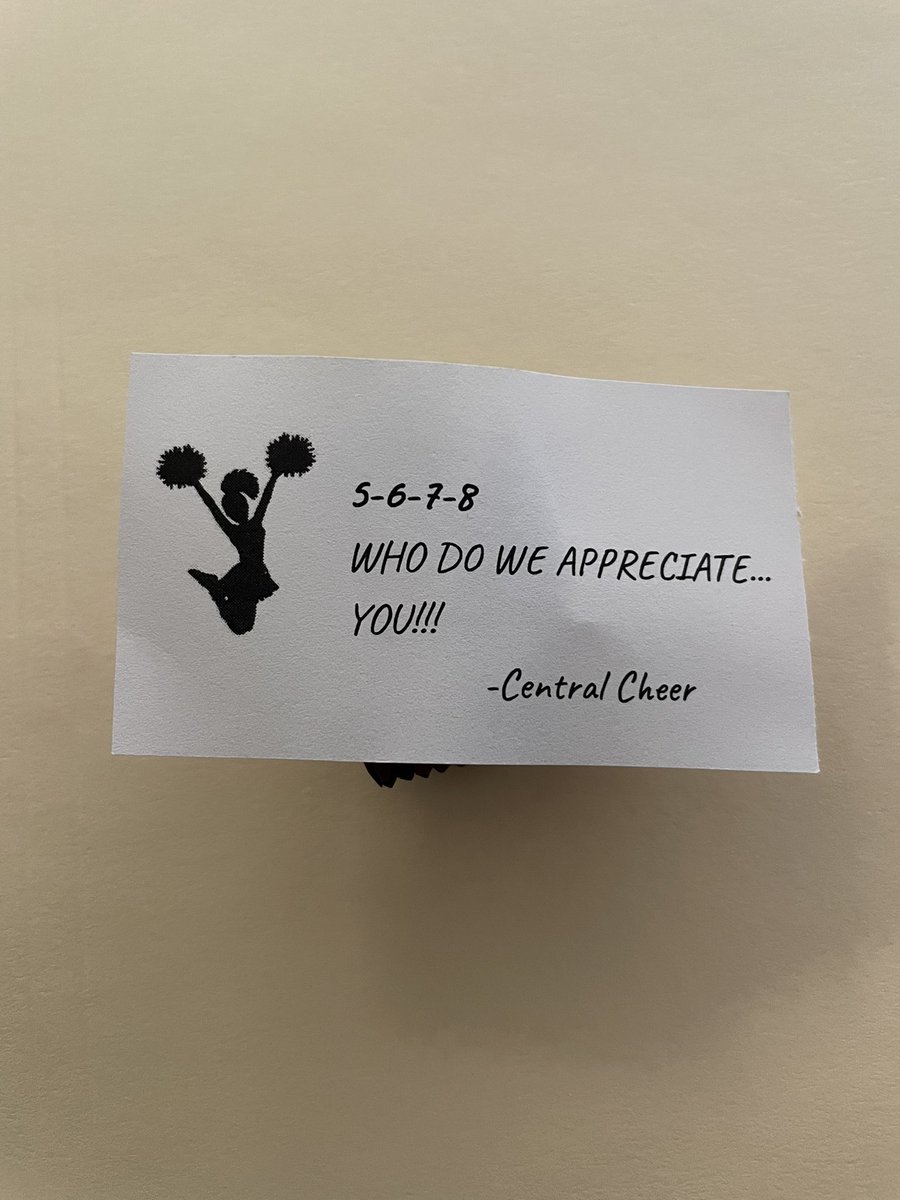 5-6-7-8
WHO DO WE APPRECIATE...
YOU!!!
-Central Cheer